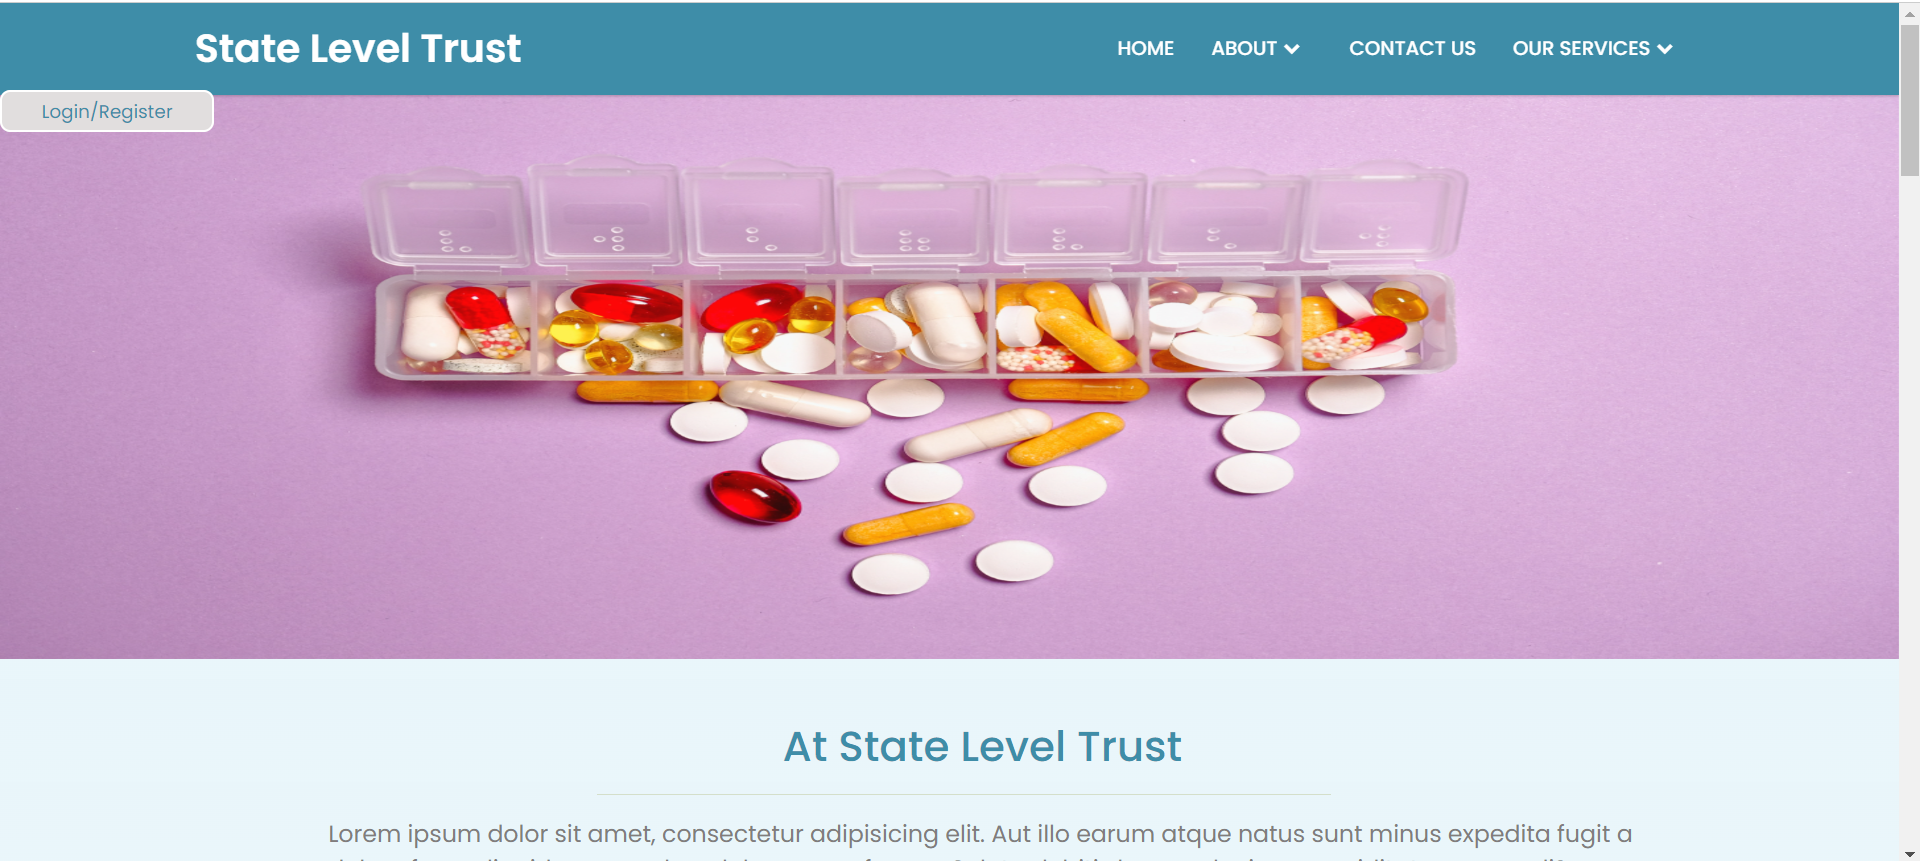 State Level Trust
HOME ABOUT CONTACT US OUR SERVICES
Login/Register
At State Level Trust
Lorem ipsum dolor sit amet, consectetur adipisicing elit. Aut illo earum atque natus sunt minus expedita fugit a